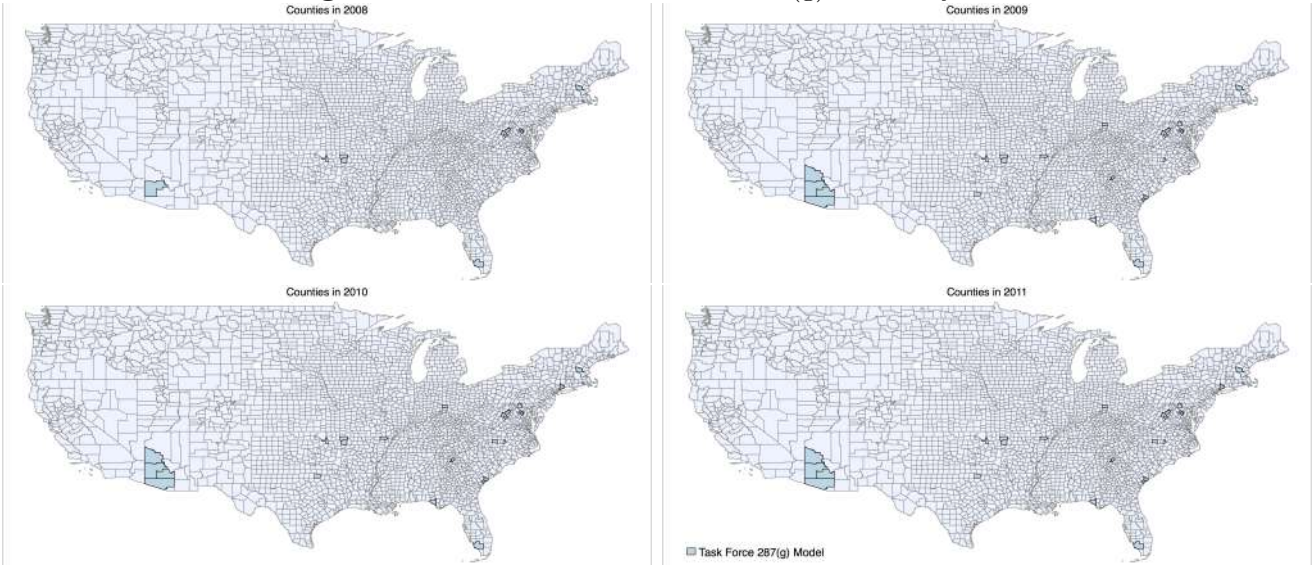 Counties in 2008
Counties in 2009
Counties in 2010
Counties in 2011
Task Force 287(g) Model